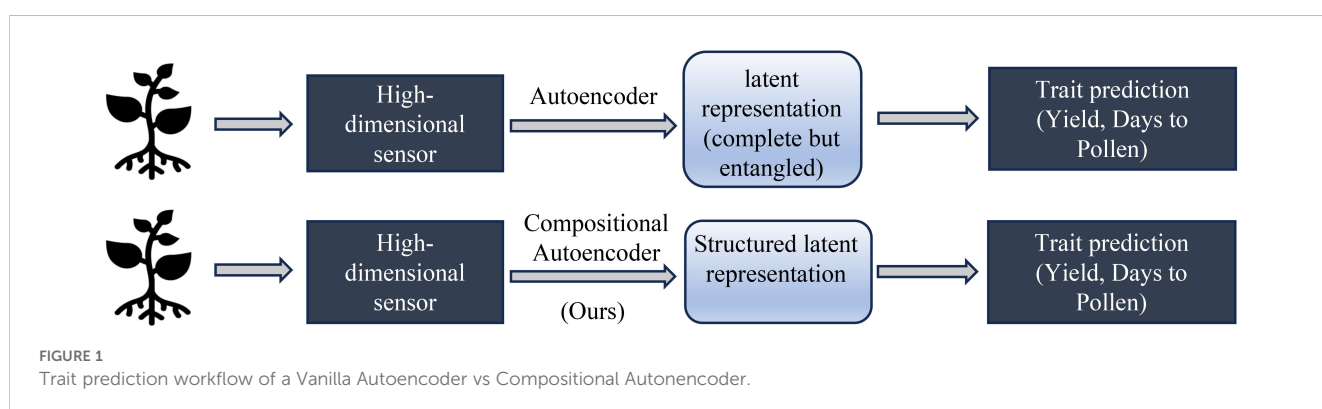 High-
dimensional
sensor
Autoencoder
latent
representation
(complete but
entangled)
Trait prediction
(Yield, Days to
Pollen)
High-
dimensional
sensor
Compositional
Autoencoder
(Ours)
Structured latent
representation
Trait prediction
(Yield, Days to
Pollen)
FIGURE 1
Trait prediction workflow of a Vanilla Autoencoder vs Compositional Autonencoder.